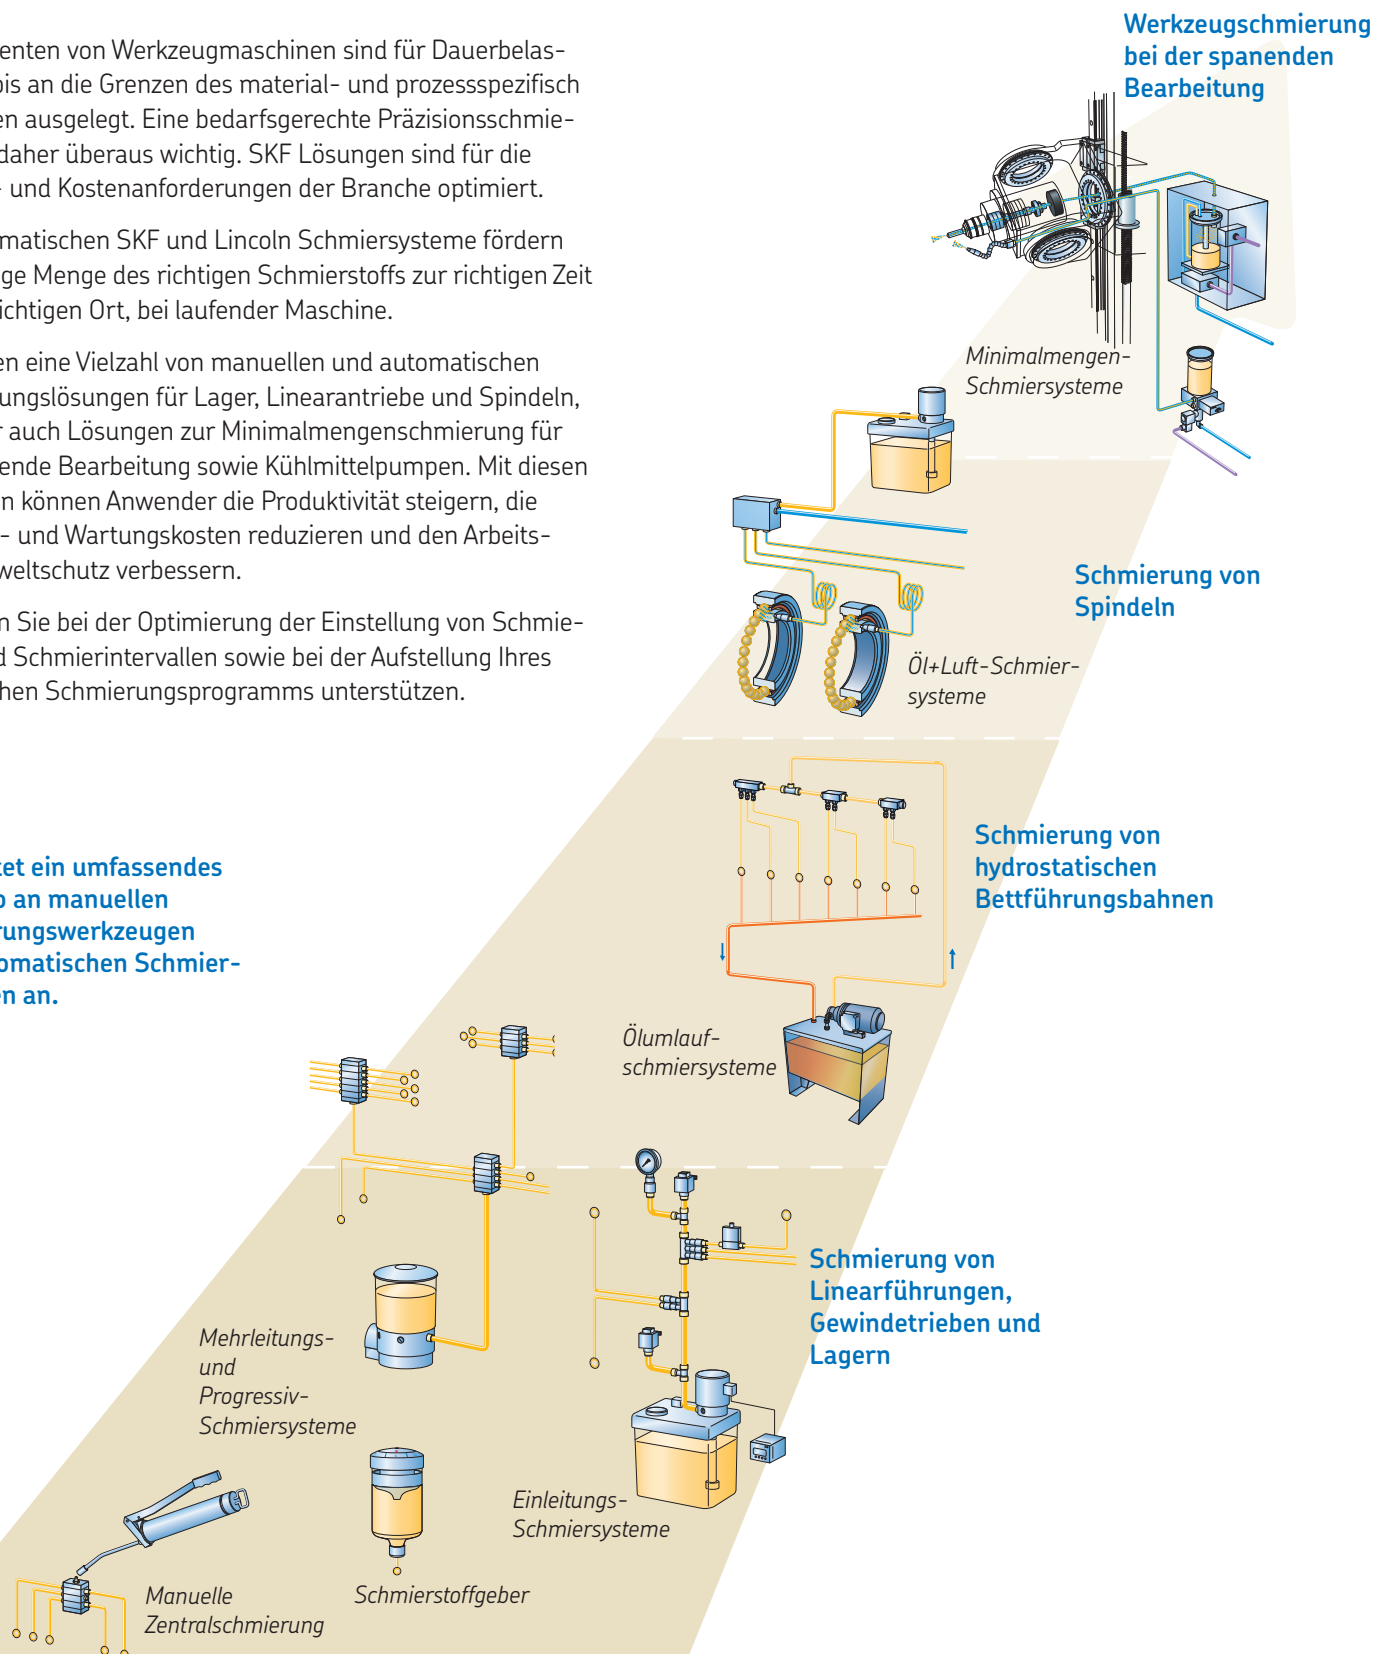 enten von Werkzeugmaschinen sind für Dauerbelas-
bis an die Grenzen des material- und prozessspezifisch
en ausgelegt. Eine bedarfsgerechte Präzisionsschmie-
daher überaus wichtig. SKF Lösungen sind für die
- und Kostenanforderungen der Branche optimiert.
matischen SKF und Lincoln Schmiersysteme fördern
ge Menge des richtigen Schmierstoffs zur richtigen Zeit
ichtigen Ort, bei laufender Maschine.
en eine Vielzahl von manuellen und automatischen
ungslösungen für Lager, Linearantriebe und Spindeln,
r auch Lösungen zur Minimalmengenschmierung für
ende Bearbeitung sowie Kühlmittelpumpen. Mit diesen
n können Anwender die Produktivität steigern, die
- und Wartungskosten reduzieren und den Arbeits-
weltschutz verbessern.
n Sie bei der Optimierung der Einstellung von Schmie-
d Schmierintervallen sowie bei der Aufstellung Ihres
chen Schmierungsprogramms unterstützen.
tet ein umfassendes
o an manuellen
rungswerkzeugen
omatischen Schmier-
en an.
Werkzeugschmierung
bei der spanenden
Bearbeitung
Minimalmengen-
Schmiersysteme
Schmierung von
Spindeln
Öl+Luft-Schmier-
systeme
Schmierung von
hydrostatischen
Bettführungsbahnen
Ölumlauf-
schmiersysteme
Schmierung von
Linearführungen,
Gewindetrieben und
Lagern
Mehrleitungs-
und
Progressiv-
Schmiersysteme
Einleitungs-
Schmiersysteme
Schmierstoffgeber
Manuelle
Zentralschmierung